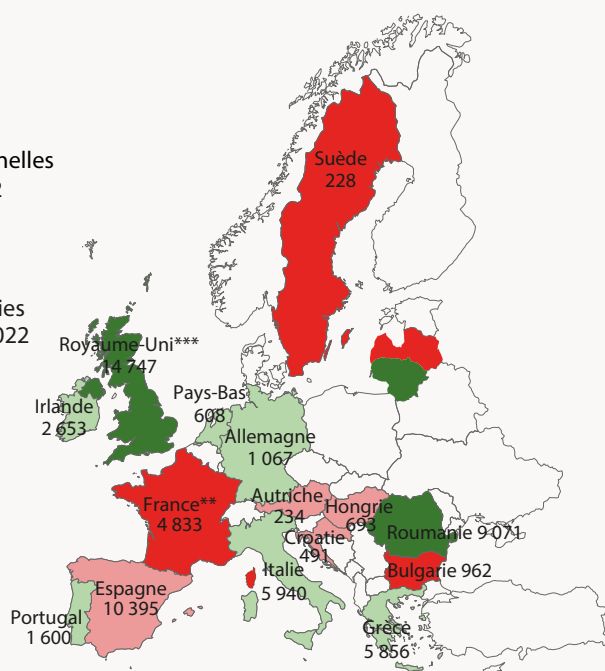 nelles
2
ies
022
Suède
228
Royaume-Uni***
14 747
Irlande
2 653
Pays-Bas
608
Allemagne
1 067
France**
4 833
Autriche
234
Hongrie
693
Croatie
491
Roumanie 9 071
Bulgarie 962
Italie
5 940
Espagne
10 395
Portugal
1 600
Grèce
5 856